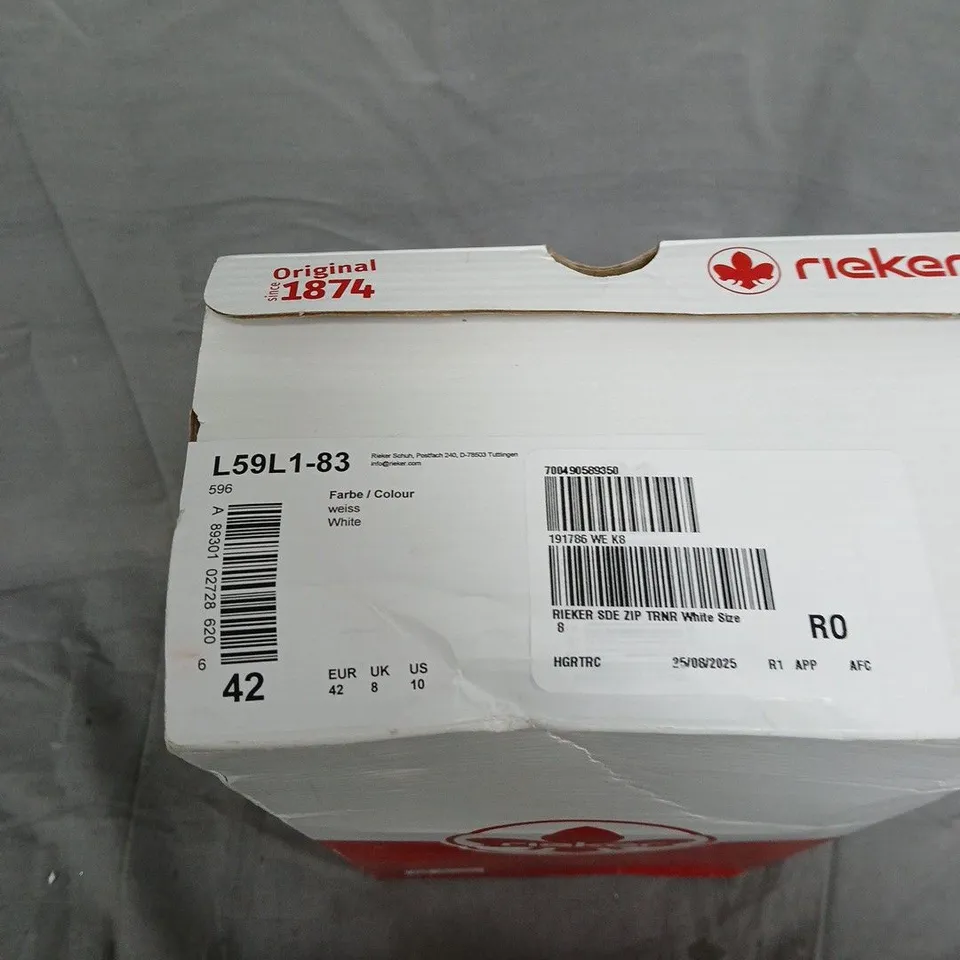 Original
since 1874
rieker
L59L1-83
Rieker Schuh, Postfach 240, D-78503 Tuttlingen
info@rieker.com
596
Farbe / Colour
weiss
White
A 89301 02728 620 6
42
EUR UK US
42 8 10
700490589350
191786 WE K8
RIEKER SDE ZIP TRNR White Size
8
R0
HGRTRC 25/08/2025 R1 APP AFC
rieker